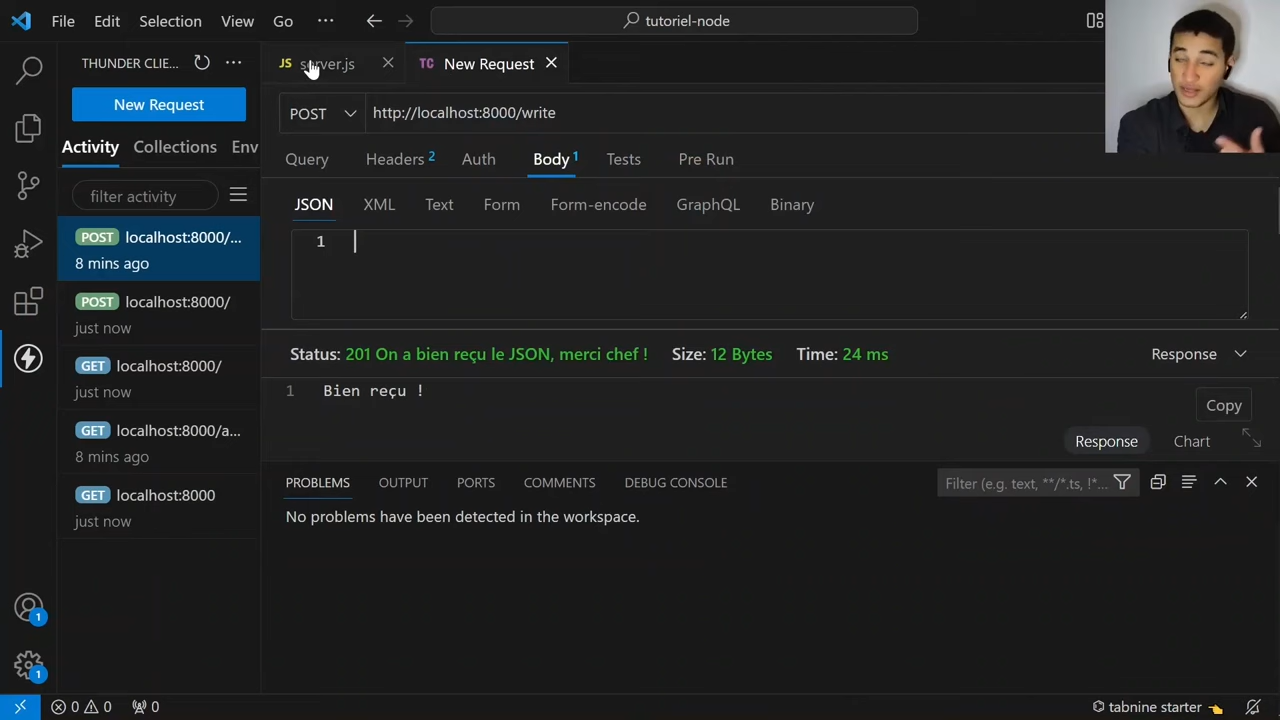 File Edit Selection View Go ··· tutoriel-node
THUNDER CLIE... ···
New Request
Activity Collections Env
filter activity
POST localhost:8000/...
8 mins ago
POST localhost:8000/
just now
GET localhost:8000/
just now
GET localhost:8000/a...
8 mins ago
GET localhost:8000
just now
JS server.js TC New Request
POST http://localhost:8000/write
Query Headers 2 Auth Body 1 Tests Pre Run
JSON XML Text Form Form-encode GraphQL Binary
1
Status: 201 On a bien reçu le JSON, merci chef ! Size: 12 Bytes Time: 24 ms Response
1 Bien reçu !
Copy
Response Chart
PROBLEMS OUTPUT PORTS COMMENTS DEBUG CONSOLE Filter (e.g. text, **/*.ts, !*...
No problems have been detected in the workspace.
1
1
0 0 0 tabnine starter